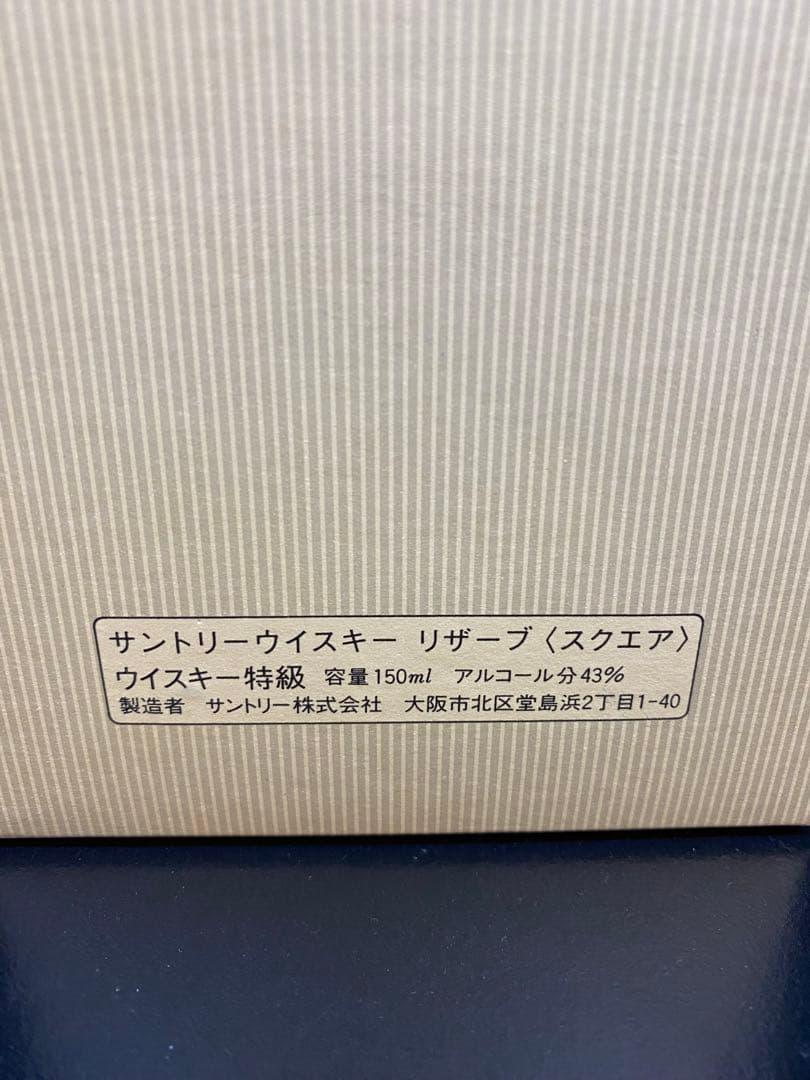 サントリーウイスキー リザーブ〈スクエア〉
ウイスキー特級 容量150ml アルコール分43%
製造者 サントリー株式会社 大阪市北区堂島浜2丁目1-40